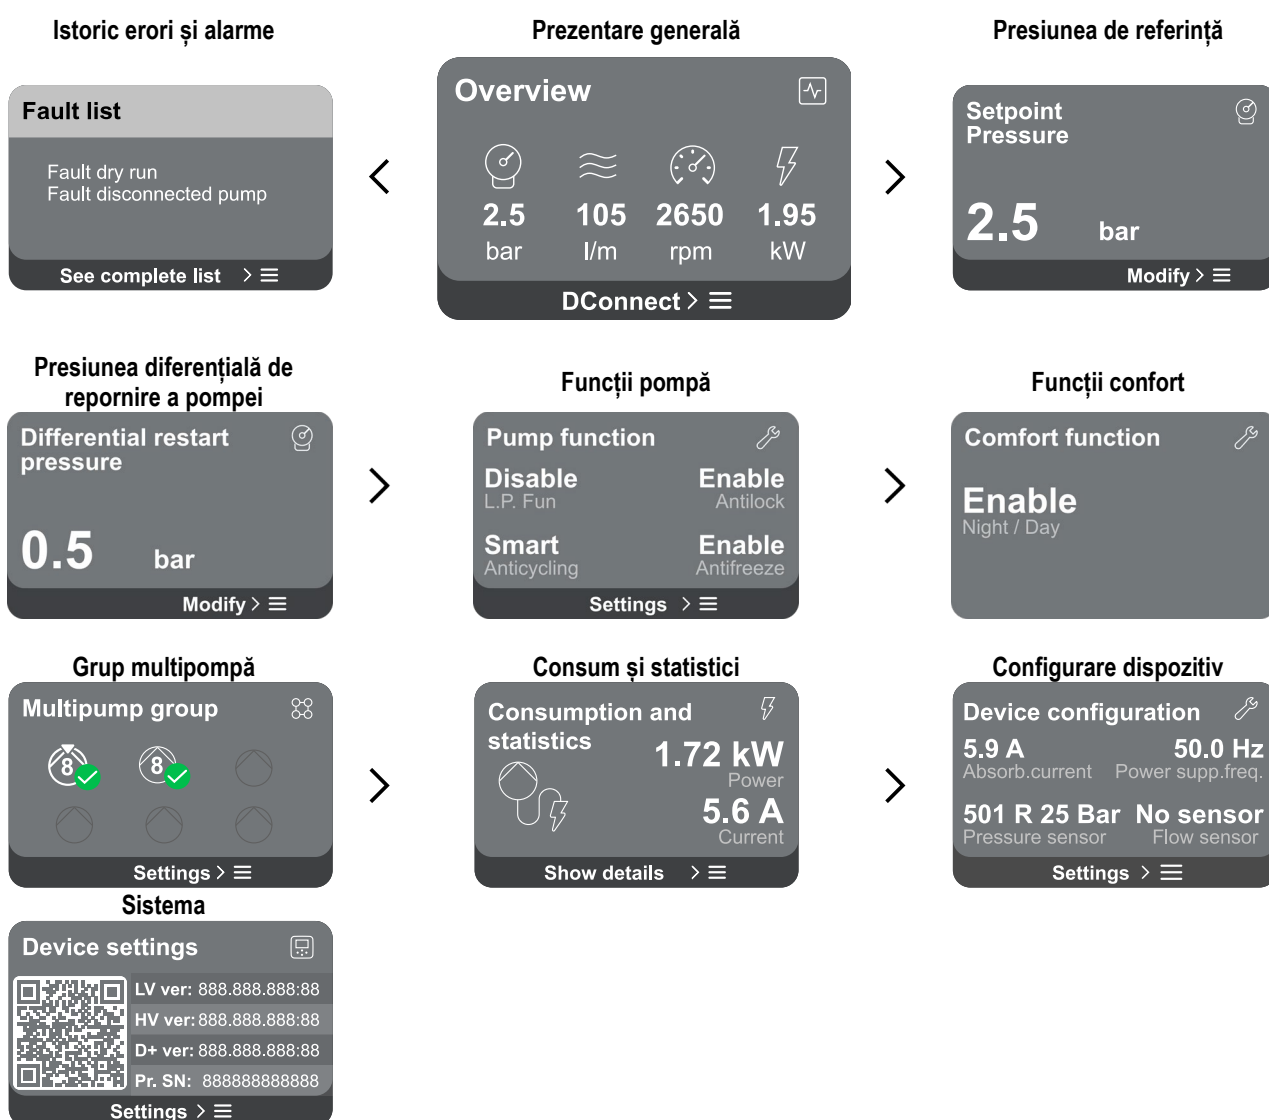 Istoric erori și alarme
Fault list
Fault dry run
Fault disconnected pump
See complete list
Prezentare generală
Overview
2.5 105 2650 1.95
bar l/m rpm kW
DConnect
Presiunea de referință
Setpoint
Pressure
2.5 bar
Modify
Presiunea diferențială de
repornire a pompei
Differential restart
pressure
0.5 bar
Modify
Funcții pompă
Pump function
Disable Enable
L.P. Fun Antilock
Smart Enable
Anticycling Antifreeze
Settings
Funcții confort
Comfort function
Enable
Night / Day
Grup multipompă
Multipump group
8 8
Settings
Consum și statistici
Consumption and
statistics
1.72 kW
Power
5.6 A
Current
Show details
Configurare dispozitiv
Device configuration
5.9 A 50.0 Hz
Absorb.current Power supp.freq.
501 R 25 Bar No sensor
Pressure sensor Flow sensor
Settings
Sistema
Device settings
LV ver: 888.888.888:88
HV ver: 888.888.888:88
D+ ver: 888.888.888:88
Pr. SN: 888888888888
Settings